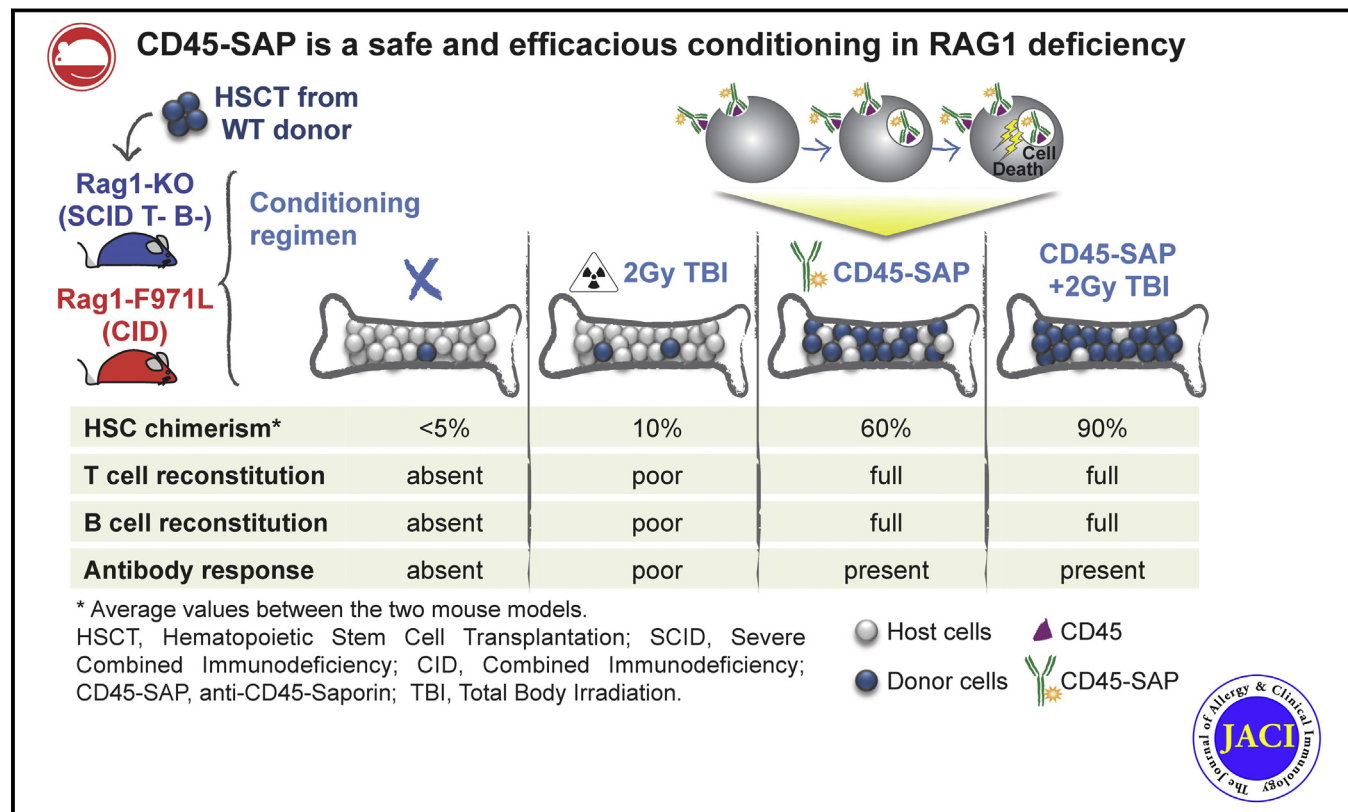 CD45-SAP is a safe and efficacious conditioning in RAG1 deficiency
HSCT from
WT donor
Rag1-KO
(SCID T- B-)
Rag1-F971L
(CID)
Conditioning
regimen
Cell
Death
X
2Gy TBI
CD45-SAP
CD45-SAP
+2Gy TBI
HSC chimerism* <5% 10% 60% 90%
T cell reconstitution absent poor full full
B cell reconstitution absent poor full full
Antibody response absent poor present present
* Average values between the two mouse models.
HSCT, Hematopoietic Stem Cell Transplantation; SCID, Severe
Combined Immunodeficiency; CID, Combined Immunodeficiency;
CD45-SAP, anti-CD45-Saporin; TBI, Total Body Irradiation.
Host cells
CD45
Donor cells
CD45-SAP
The Journal of Allergy & Clinical Immunology
JACI